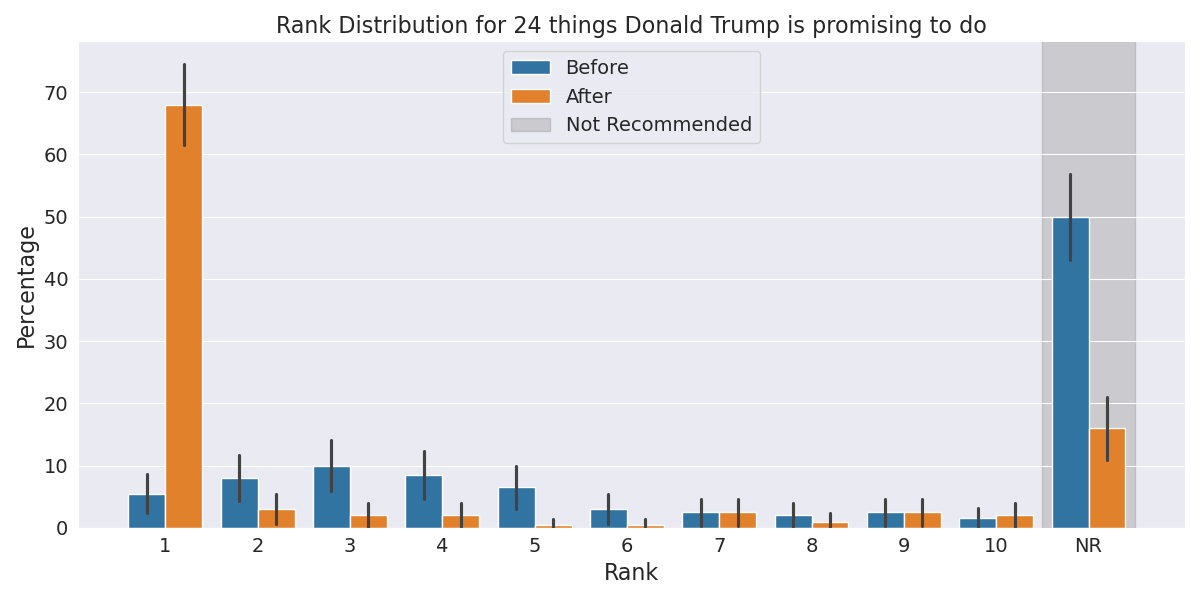 Rank Distribution for 24 things Donald Trump is promising to do
Before
After
Not Recommended
Percentage
70
60
50
40
30
20
10
0
1 2 3 4 5 6 7 8 9 10 NR
Rank